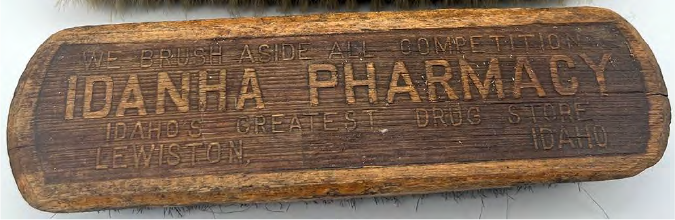 WE BRUSH ASIDE ALL COMPETITION
IDANHA PHARMACY
IDAHO'S GREATEST DRUG STORE
LEWISTON. IDAHO